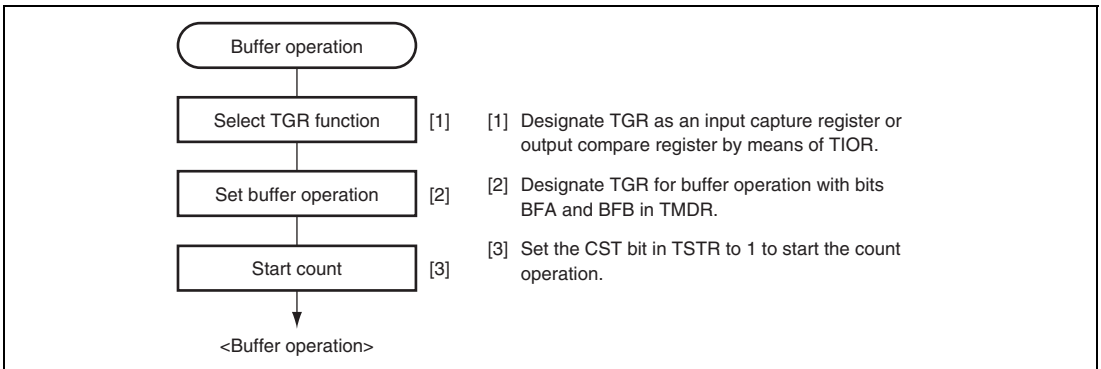 Buffer operation
Select TGR function [1]
Set buffer operation [2]
Start count [3]
<Buffer operation>
[1] Designate TGR as an input capture register or
output compare register by means of TIOR.
[2] Designate TGR for buffer operation with bits
BFA and BFB in TMDR.
[3] Set the CST bit in TSTR to 1 to start the count
operation.